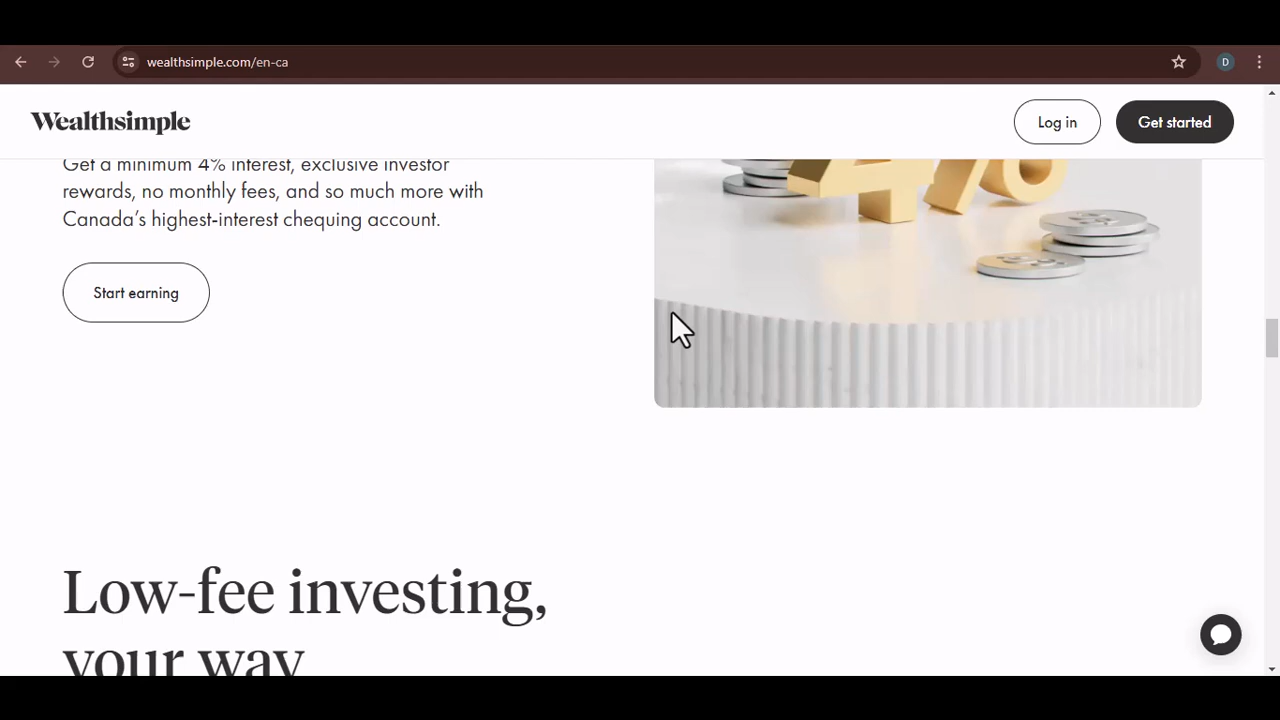 wealthsimple.com/en-ca
D
Wealthsimple
Log in
Get started
Get a minimum 4% interest, exclusive investor
rewards, no monthly fees, and so much more with
Canada’s highest-interest chequing account.
Start earning
4%
Low-fee investing,
your way